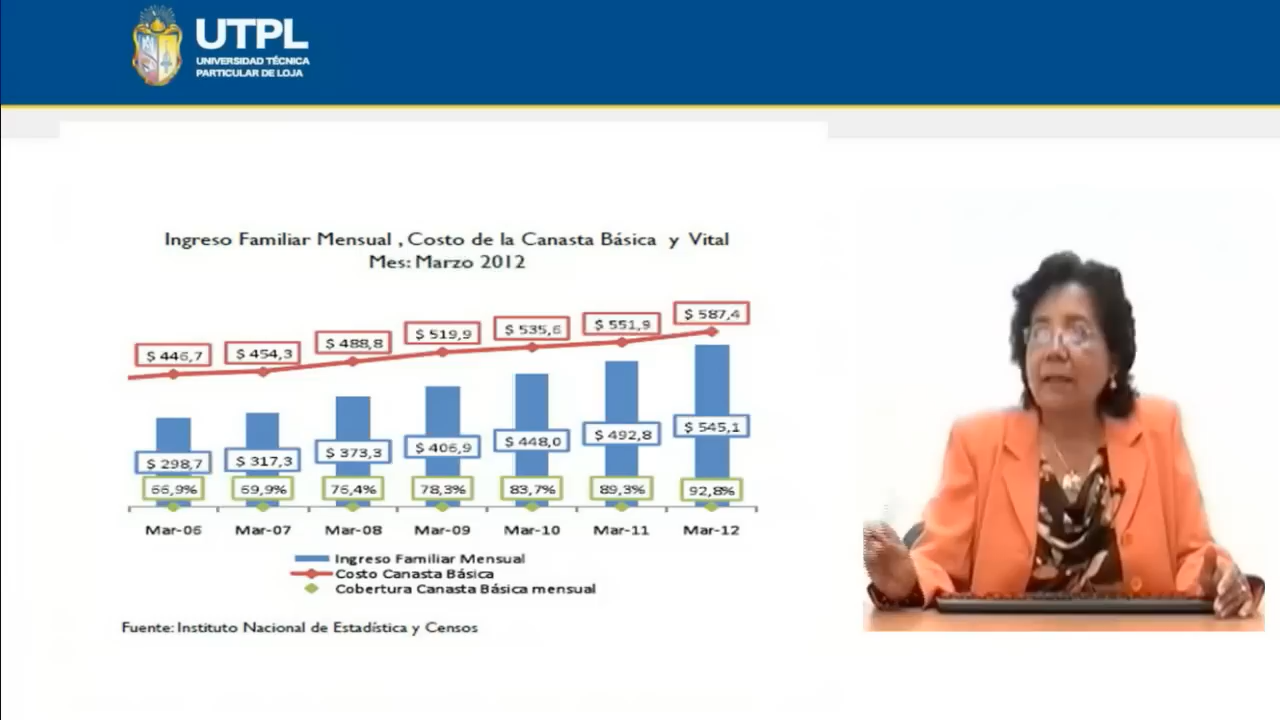 UTPL
UNIVERSIDAD TÉCNICA
PARTICULAR DE LOJA
Ingreso Familiar Mensual , Costo de la Canasta Básica y Vital
Mes: Marzo 2012
$ 446,7 $ 454,3 $ 488,8 $ 519,9 $ 535,6 $ 551,9 $ 587,4
$ 298,7 $ 317,3 $ 373,3 $ 406,9 $ 448,0 $ 492,8 $ 545,1
66,9% 69,9% 76,4% 78,3% 83,7% 89,3% 92,8%
Mar-06 Mar-07 Mar-08 Mar-09 Mar-10 Mar-11 Mar-12
Ingreso Familiar Mensual
Costo Canasta Básica
Cobertura Canasta Básica mensual
Fuente: Instituto Nacional de Estadística y Censos